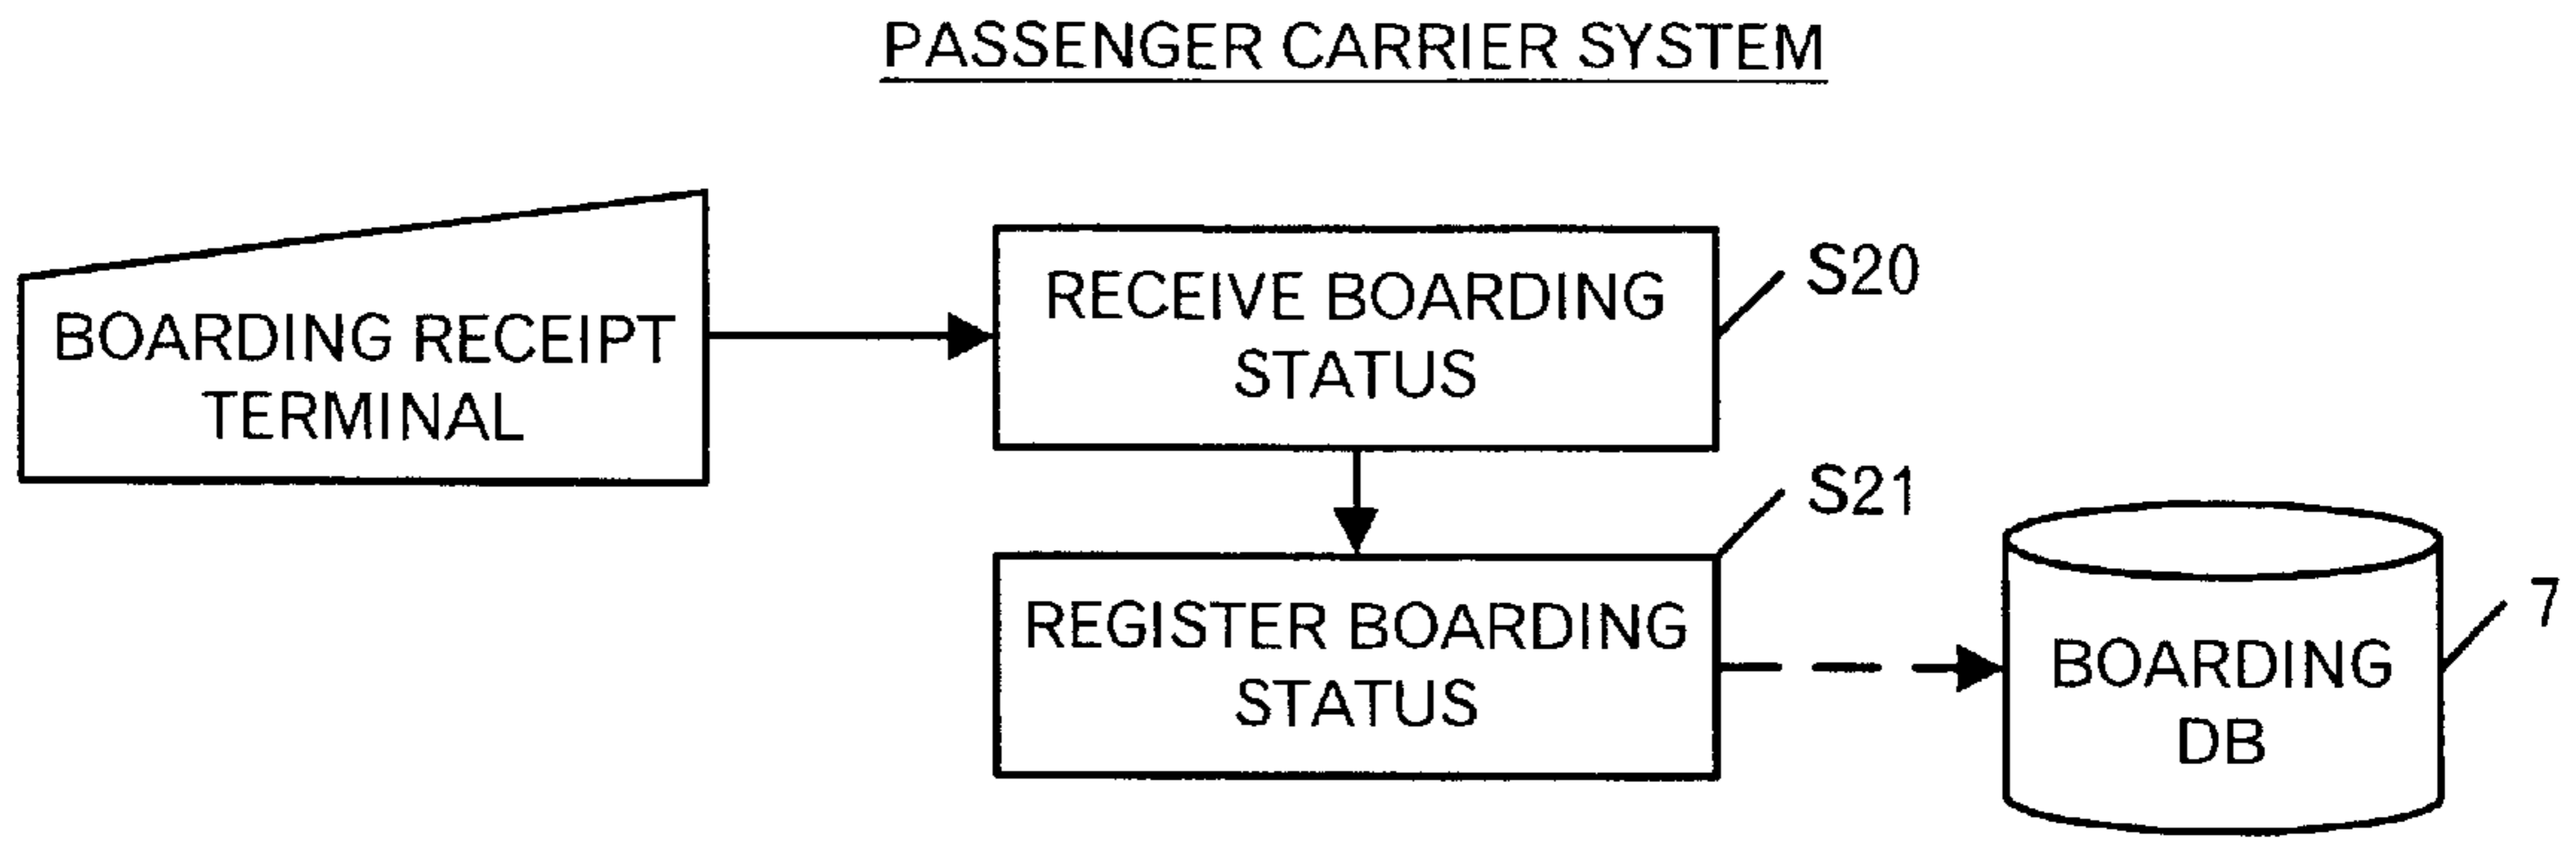 PASSENGER CARRIER SYSTEM
BOARDING RECEIPT
TERMINAL
RECEIVE BOARDING
STATUS
S20
REGISTER BOARDING
STATUS
S21
BOARDING
DB
7